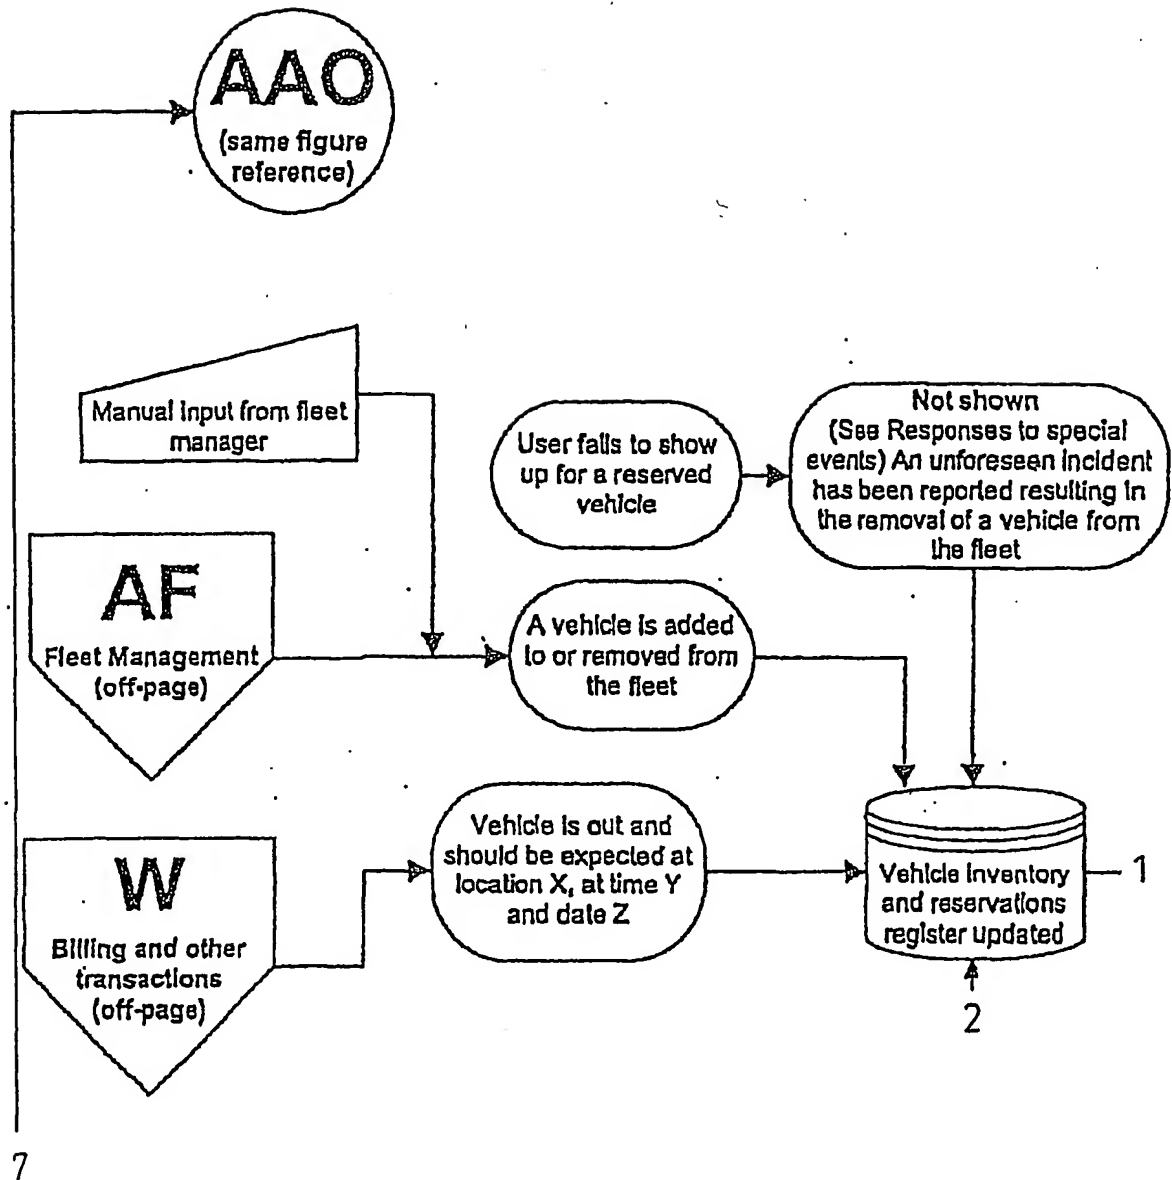 AAO
(same figure
reference)
Manual Input from fleet
manager
User fails to show
up for a reserved
vehicle
Not shown
(See Responses to special
events) An unforeseen incident
has been reported resulting in
the removal of a vehicle from
the fleet
AF
Fleet Management
(off-page)
A vehicle is added
to or removed from
the fleet
W
Billing and other
transactions
(off-page)
Vehicle is out and
should be expected at
location X, at time Y
and date Z
Vehicle Inventory
and reservations
register updated
1
2
7